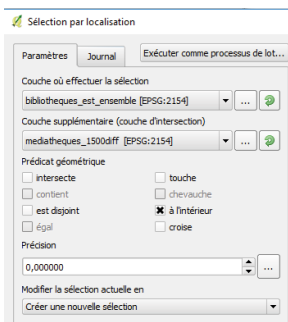 Sélection par localisation
Paramètres Journal Exécuter comme processus de lot...
Couche où effectuer la sélection
bibliotheques_est_ensemble [EPSG:2154] ...
Couche supplémentaire (couche d'intersection)
mediatheques_1500diff [EPSG:2154] ...
Prédicat géométrique
intersecte touche
contient chevauche
est disjoint à l'intérieur
égal croise
Précision
0,000000 ...
Modifier la sélection actuelle en
Créer une nouvelle sélection